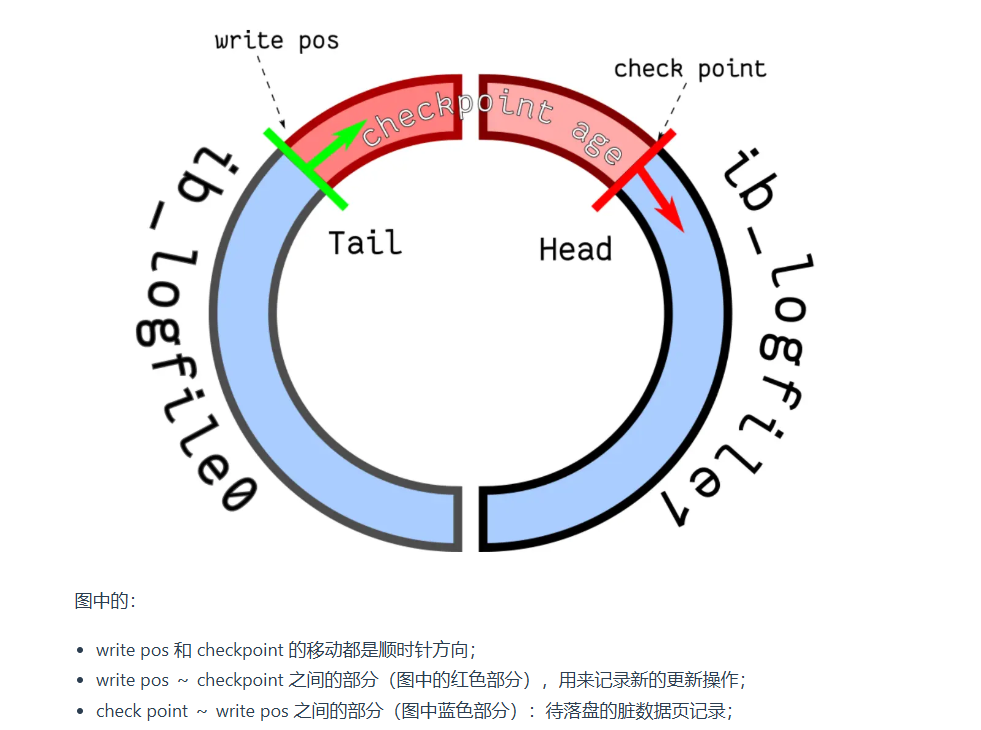 write pos
check point
checkpoint age
ib_logfile0
ib_logfile1
Tail
Head
图中的：
• write pos 和 checkpoint 的移动都是顺时针方向；
• write pos ~ checkpoint 之间的部分（图中的红色部分），用来记录新的更新操作；
• check point ~ write pos 之间的部分（图中蓝色部分）：待落盘的脏数据页记录；